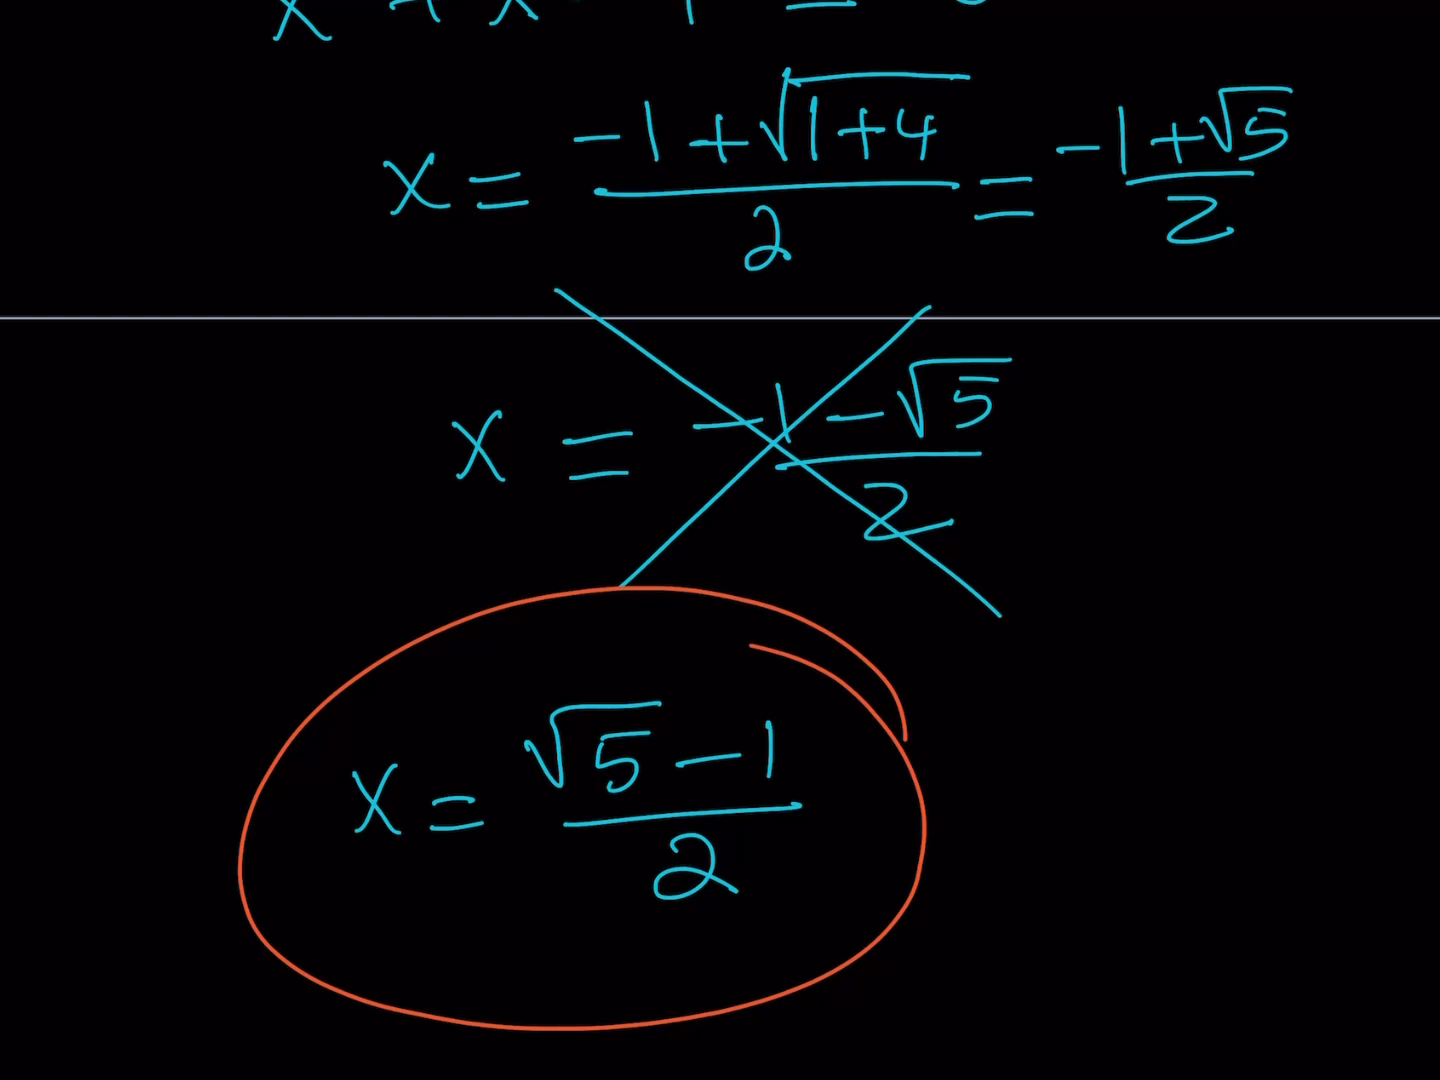 x = (-1 + √(1+4))/2 = (-1 + √5)/2
x = (-1 - √5)/2
x = (√5 - 1)/2